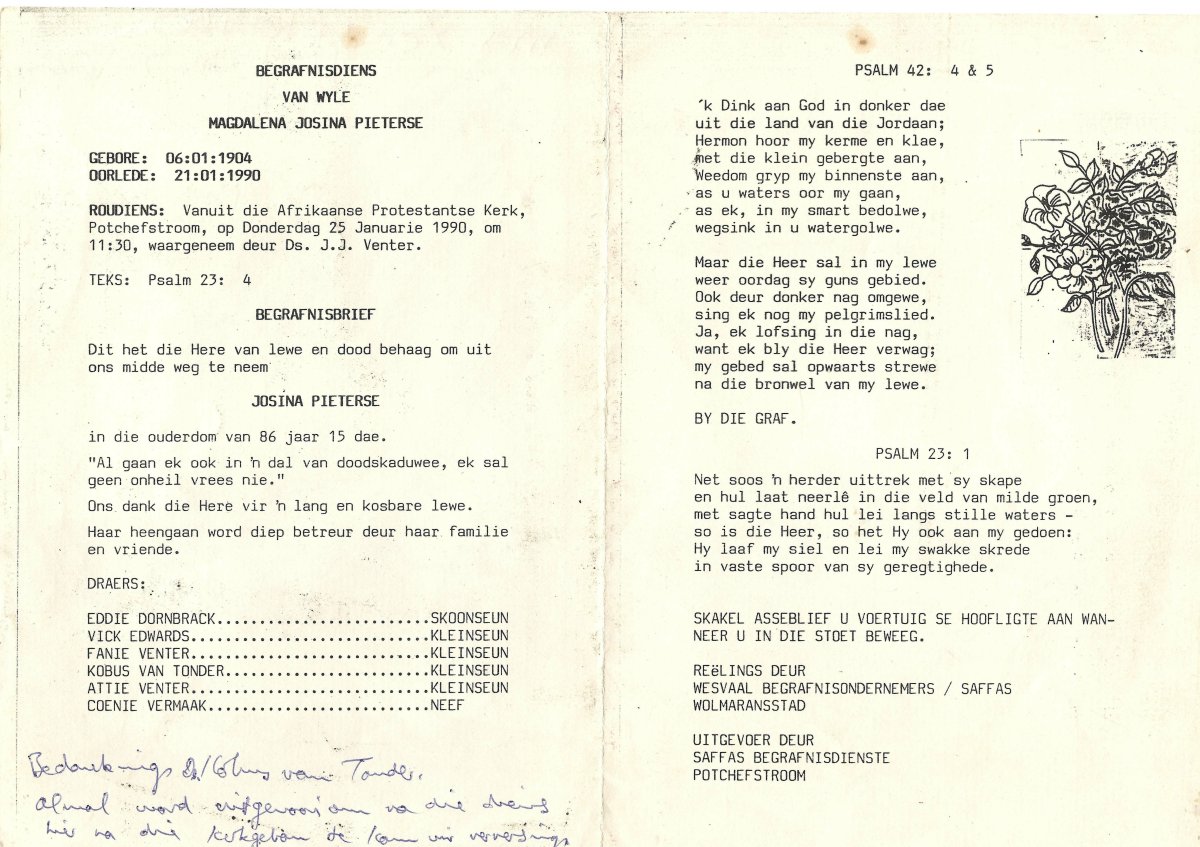 BEGRAFNISDIENS
VAN WYLE
MAGDALENA JOSINA PIETERSE
GEBORE: 06:01:1904
OORLEDE: 21:01:1990
ROUDIENS: Vanuit die Afrikaanse Protestantse Kerk,
Potchefstroom, op Donderdag 25 Januarie 1990, om
11:30, waargeneem deur Ds. J.J. Venter.
TEKS: Psalm 23: 4
BEGRAFNISBRIEF
Dit het die Here van lewe en dood behaag om uit
ons midde weg te neem
JOSINA PIETERSE
in die ouderdom van 86 jaar 15 dae.
"Al gaan ek ook in 'n dal van doodskaduwee, ek sal
geen onheil vrees nie."
Ons dank die Here vir 'n lang en kosbare lewe.
Haar heengaan word diep betreur deur haar familie
en vriende.
DRAERS:
EDDIE DORNBRACK........................SKOONSEUN
VICK EDWARDS...........................KLEINSEUN
FANIE VENTER...........................KLEINSEUN
KOBUS VAN TONDER.......................KLEINSEUN
ATTIE VENTER...........................KLEINSEUN
COENIE VERMAAK.........................NEEF
Bedankings Kobus van Tonder.
Almal word uitgenooi om na die diens
hier na die te kom vir verversings
PSALM 42: 4 & 5
´k Dink aan God in donker dae
uit die land van die Jordaan;
Hermon hoor my kerme en klae,
met die klein gebergte aan,
Weedom gryp my binnenste aan,
as u waters oor my gaan,
as ek, in my smart bedolwe,
wegsink in u watergolwe.
Maar die Heer sal in my lewe
weer oordag sy guns gebied.
Ook deur donker nag omgewe,
sing ek nog my pelgrimslied.
Ja, ek lofsing in die nag,
want ek bly die Heer verwag;
my gebed sal opwaarts strewe
na die bronwel van my lewe.
BY DIE GRAF.
PSALM 23: 1
Net soos 'n herder uittrek met sy skape
en hul laat neerlê in die veld van milde groen,
met sagte hand hul lei langs stille waters -
so is die Heer, so het Hy ook aan my gedoen:
Hy laaf my siel en lei my swakke skrede
in vaste spoor van sy geregtighede.
SKAKEL ASSEBLIEF U VOERTUIG SE HOOFLIGTE AAN WAN-
NEER U IN DIE STOET BEWEEG.
REëLINGS DEUR
WESVAAL BEGRAFNISONDERNEMERS / SAFFAS
WOLMARANSSTAD
UITGEVOER DEUR
SAFFAS BEGRAFNISDIENSTE
POTCHEFSTROOM